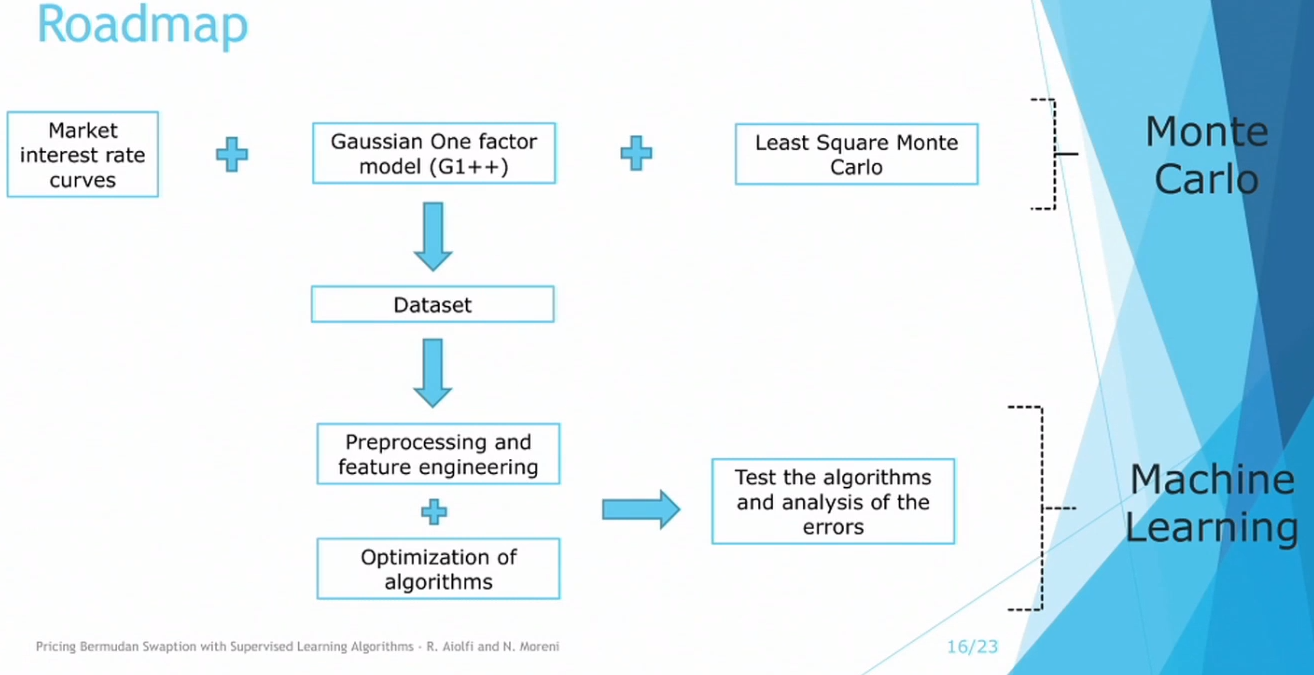 Roadmap
Market
interest rate
curves
Gaussian One factor
model (G1++)
Least Square Monte
Carlo
Monte
Carlo
Dataset
Preprocessing and
feature engineering
Optimization of
algorithms
Test the algorithms
and analysis of the
errors
Machine
Learning
Pricing Bermudan Swaption with Supervised Learning Algorithms - R. Aiolfi and N. Moreni
16/23